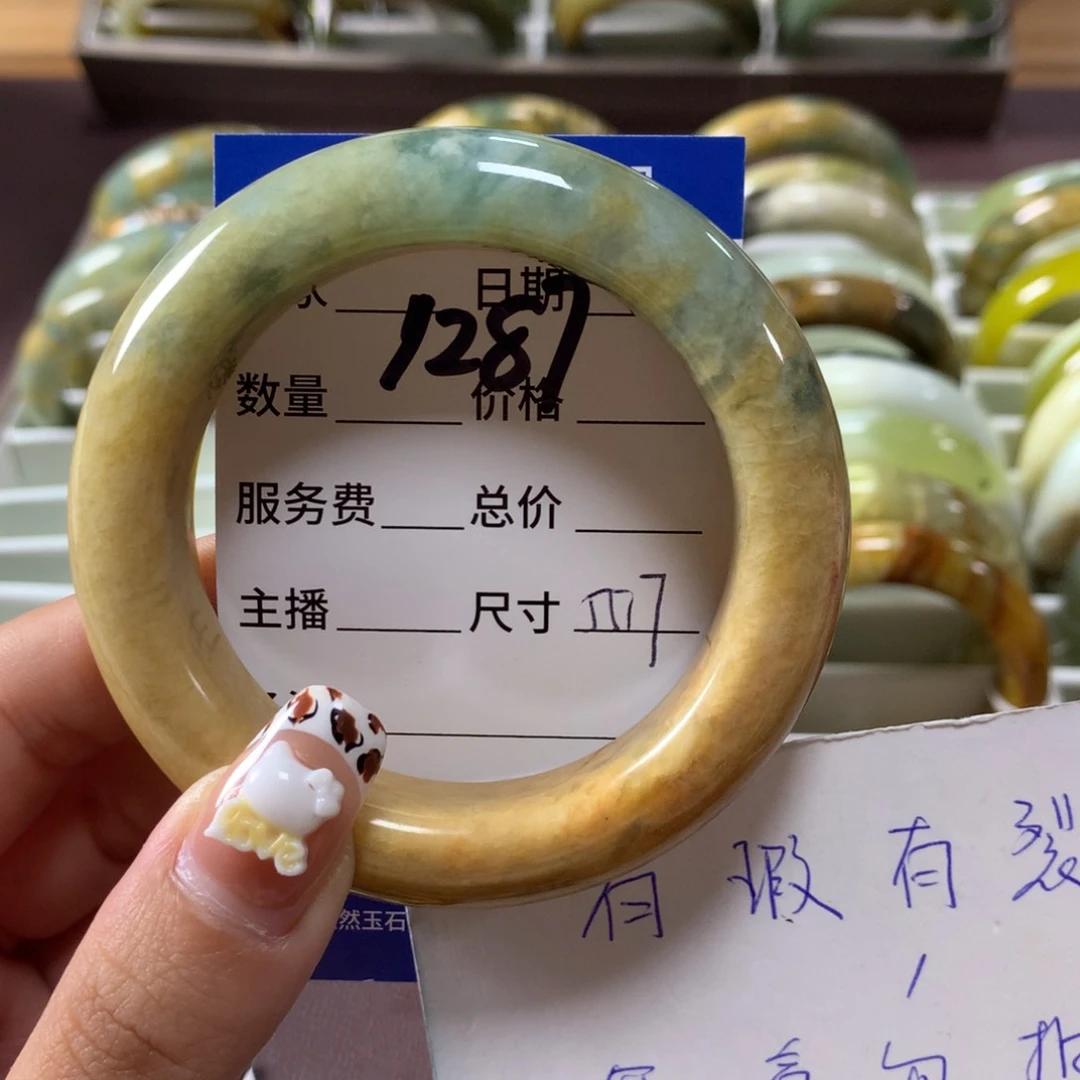 日期
1287
数量 价格
服务费 总价
主播 尺寸
Love
然玉石
有瑕有裂